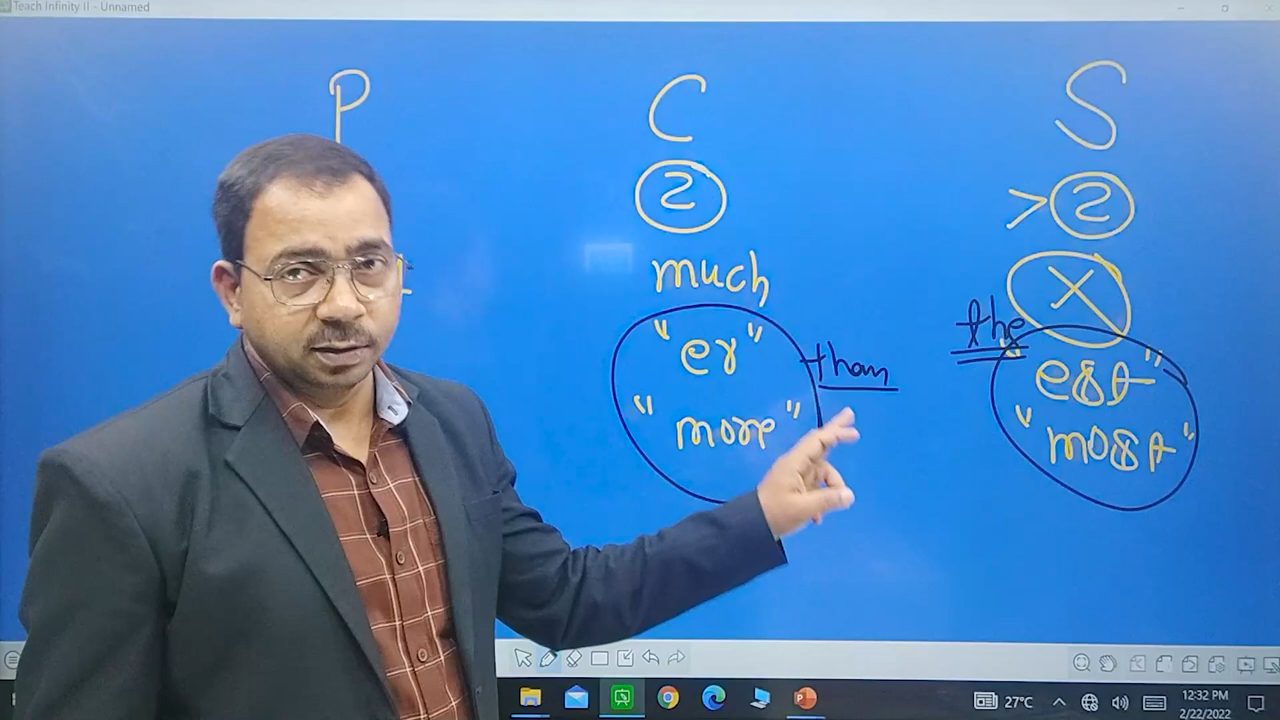 Teach Infinity II - Unnamed
P C S
2 > 2
much X
"er" than the "est"
"more" "most"
27°C
12:32 PM
2/22/2022